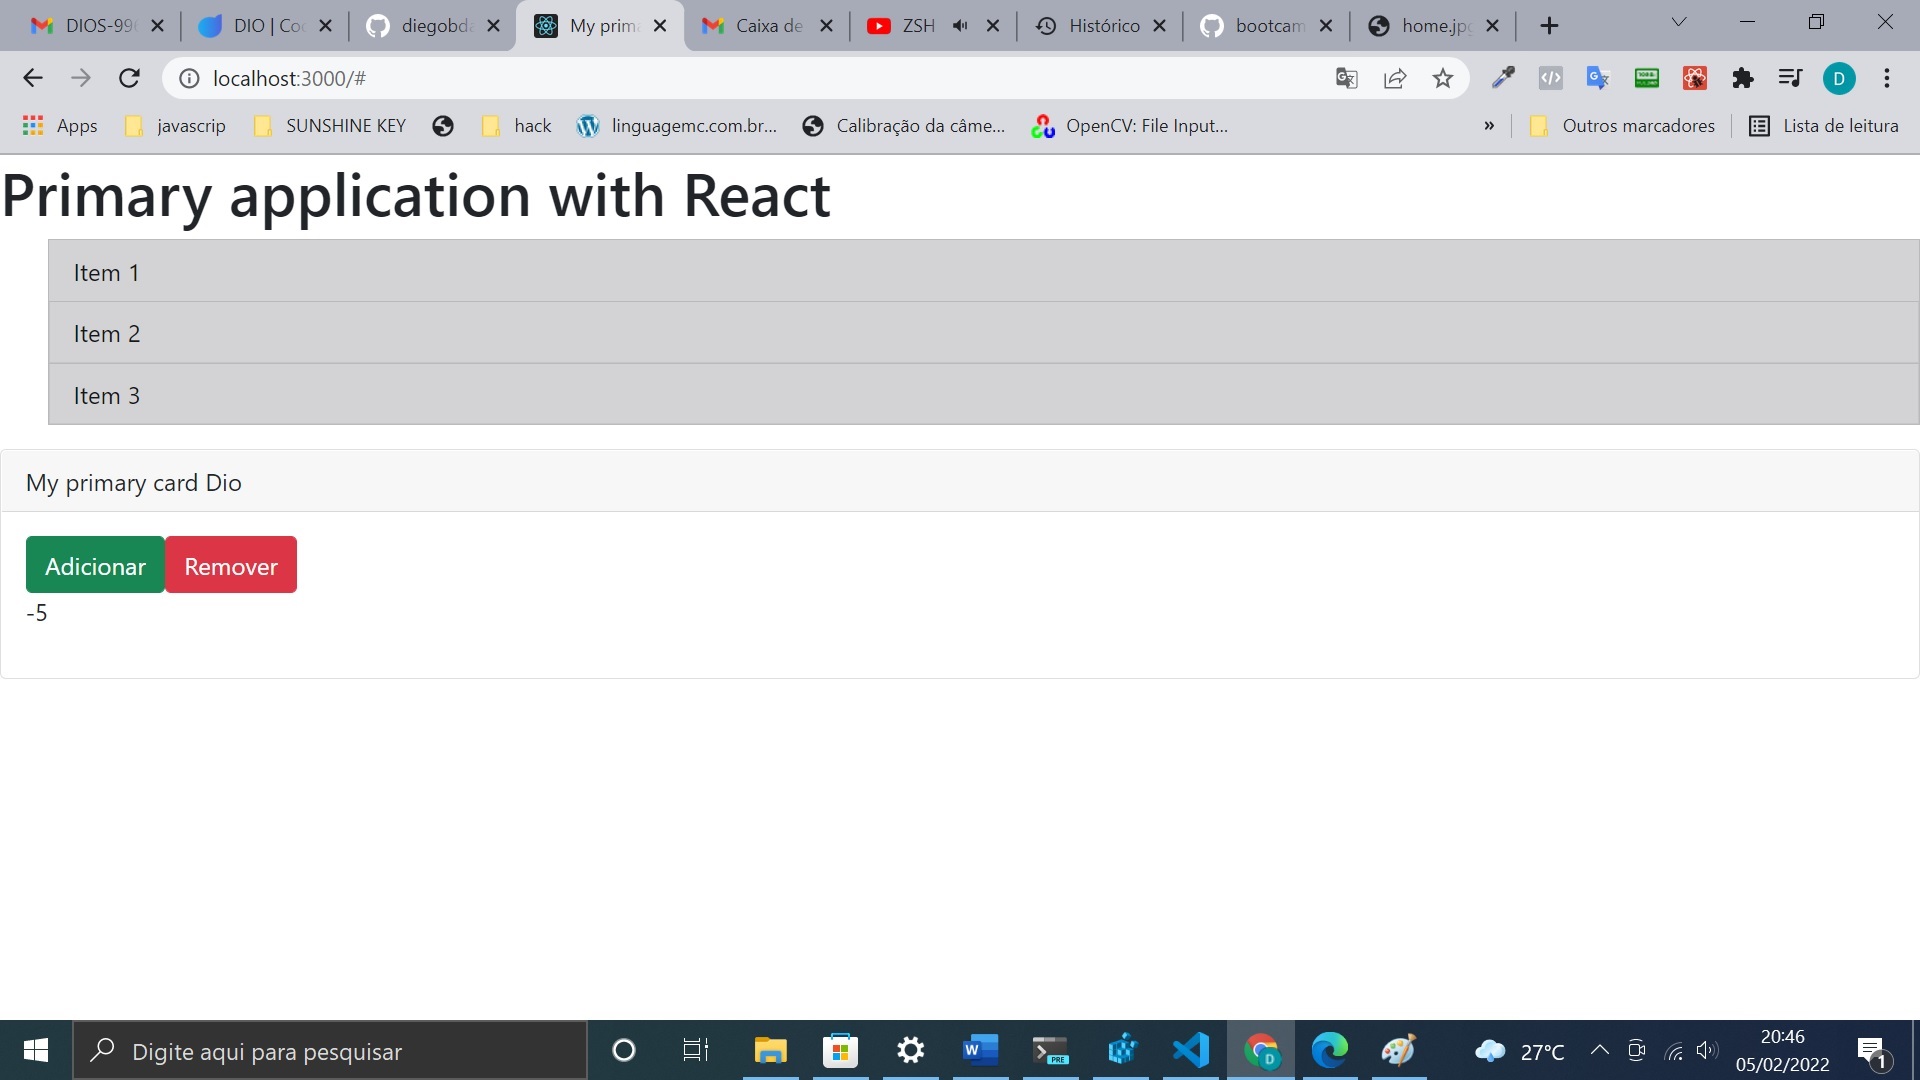 DIOS-99
DIO | Co
diegobd
My prim
Caixa de
ZSH
Histórico
bootcam
home.jp
localhost:3000/#
Apps
javascrip
SUNSHINE KEY
hack
linguagemc.com.br...
Calibração da câme...
OpenCV: File Input...
»
Outros marcadores
Lista de leitura
D
Primary application with React
Item 1
Item 2
Item 3
My primary card Dio
Adicionar
Remover
-5
Digite aqui para pesquisar
W
PRE
D
27°C
20:46
05/02/2022
1